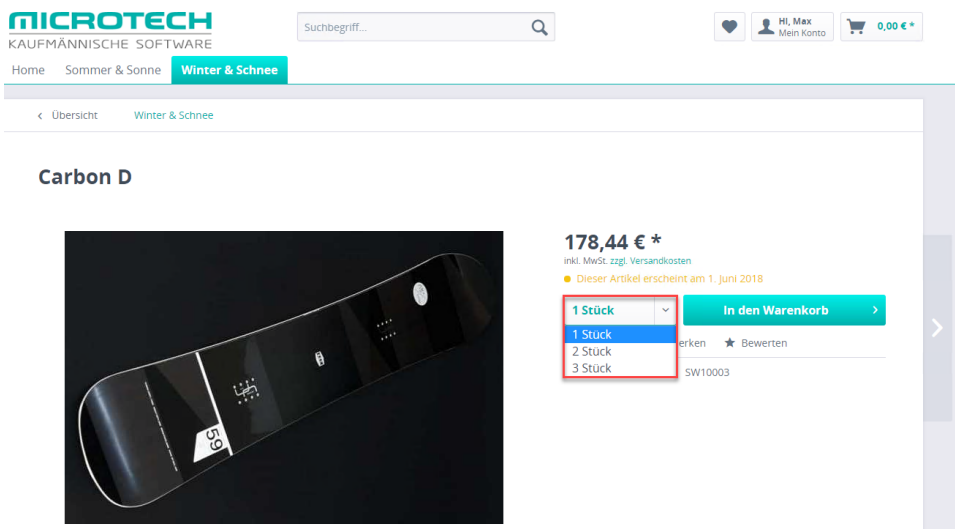 MICROTECH
KAUFMÄNNISCHE SOFTWARE
Suchbegriff...
HI, Max
Mein Konto
0,00 € *
Home Sommer & Sonne Winter & Schnee
Übersicht Winter & Schnee
Carbon D
178,44 € *
inkl. MwSt. zzgl. Versandkosten
Dieser Artikel erscheint am 1. Juni 2018
1 Stück
In den Warenkorb
1 Stück
2 Stück
3 Stück
erken
Bewerten
SW10003
59